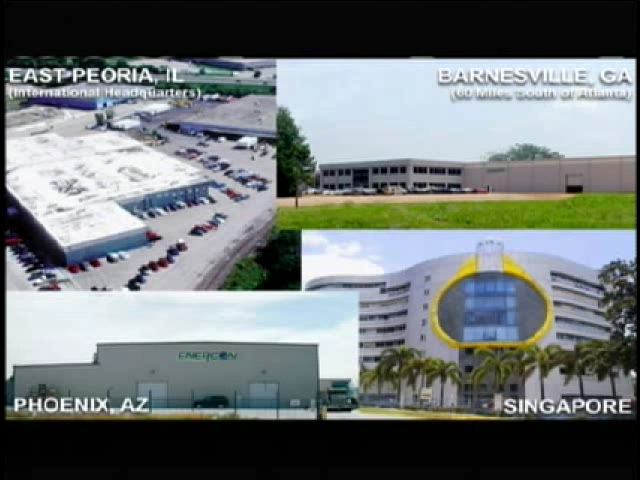 EAST PEORIA, IL
(International Headquarters)
BARNESVILLE, GA
(60 Miles South of Atlanta)
ENERCON
PHOENIX, AZ
SINGAPORE